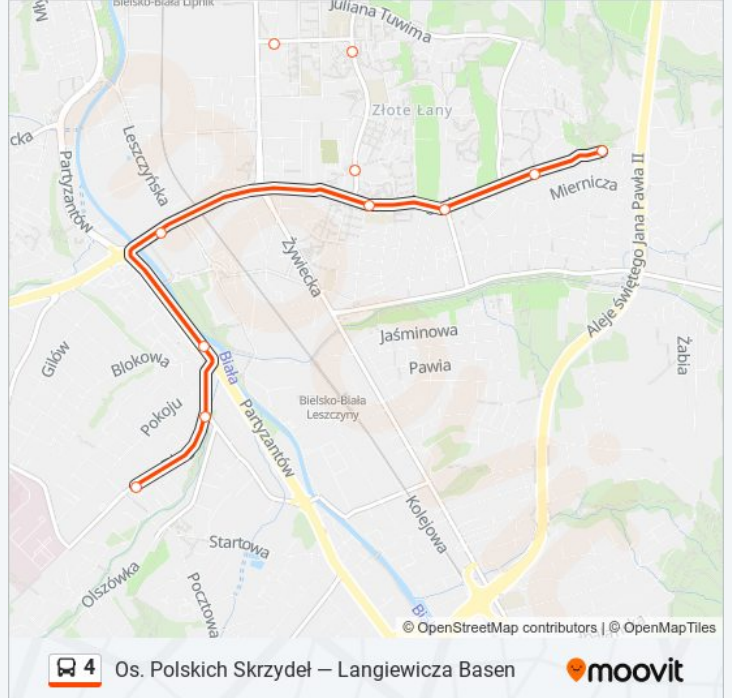 Bielsko-Biała Lipnik
Juliana Tuwima
Złote Łany
cka
Leszczyńska
Partyzantów
Miernicza
Aleje świętego Jana Pawła II
Żywiecka
Gilów
Blokowa
Biała
Jaśminowa
Pawia
Żabia
Pokoju
Bielsko-Biała
Leszczyny
Partyzantów
Kolejowa
Startowa
Olszówka
Pocztowa
© OpenStreetMap contributors | © OpenMapTiles
4 Os. Polskich Skrzydeł — Langiewicza Basen
moovit